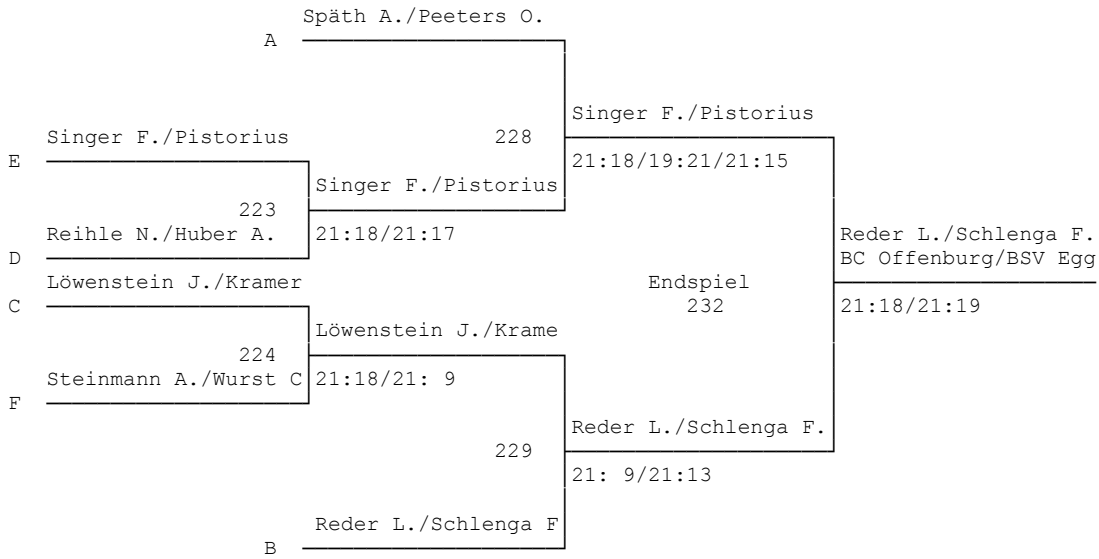 Späth A./Peeters O.
A
Singer F./Pistorius
Singer F./Pistorius 228
E 21:18/19:21/21:15
Singer F./Pistorius
223
Reihle N./Huber A. 21:18/21:17 Reder L./Schlenga F.
D BC Offenburg/BSV Egg
Löwenstein J./Kramer Endspiel
C 232 21:18/21:19
Löwenstein J./Krame
224
Steinmann A./Wurst C 21:18/21: 9
F
Reder L./Schlenga F.
229
21: 9/21:13
Reder L./Schlenga F
B